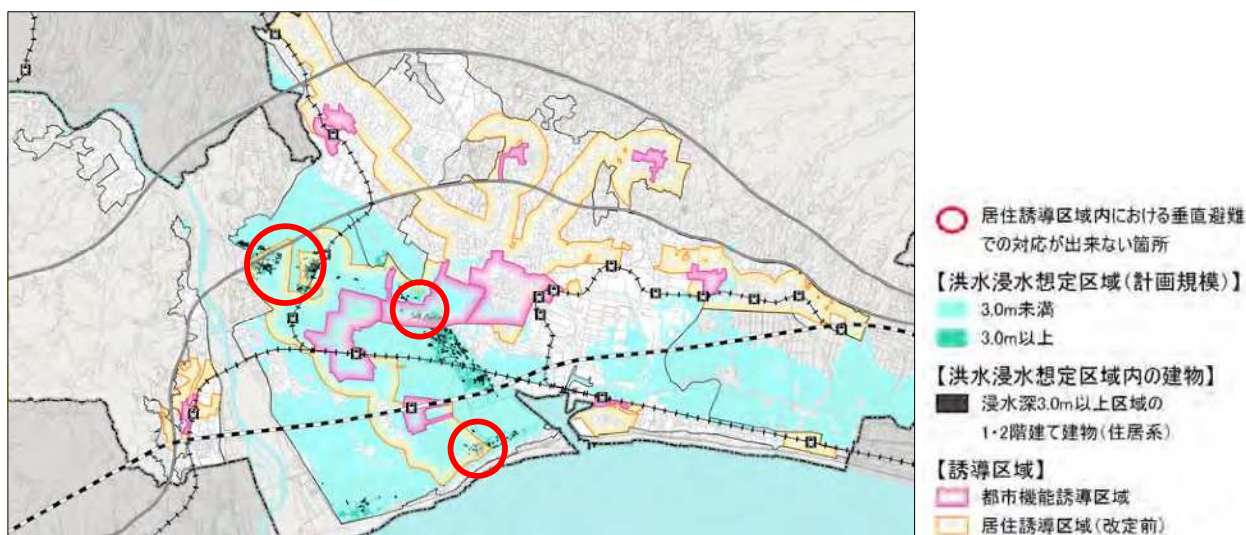 居住誘導区域内における垂直避難
での対応が出来ない箇所
【洪水浸水想定区域(計画規模)】
3.0m未満
3.0m以上
【洪水浸水想定区域内の建物】
浸水深3.0m以上区域の
1・2階建て建物(住居系)
【誘導区域】
都市機能誘導区域
居住誘導区域(改定前)